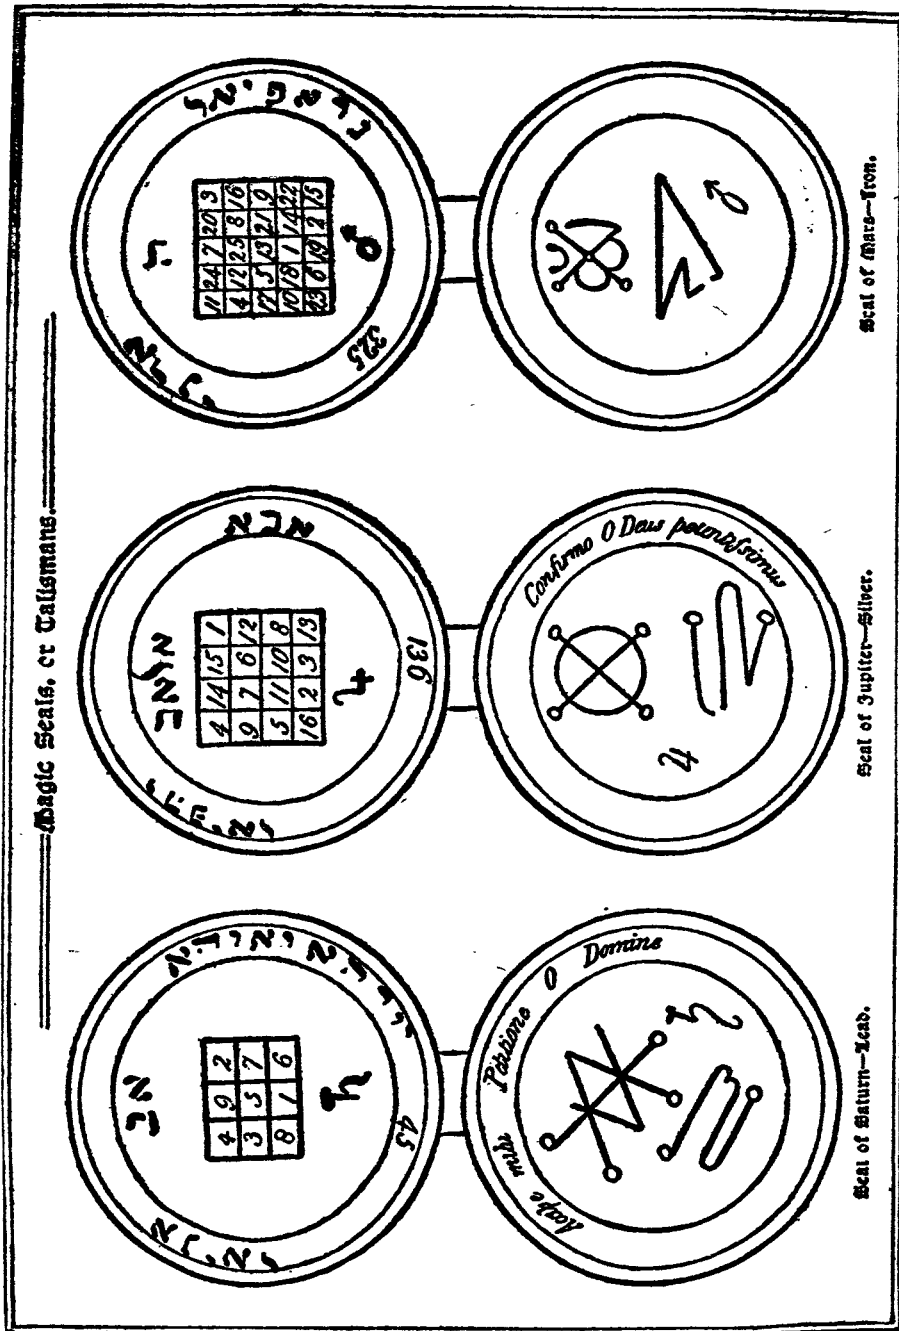 Magic Seals, or Talismans.
אב
4 9 2
3 5 7
8 1 6
♄
45
אבא
4 14 15 1
9 7 6 12
5 11 10 8
16 2 3 13
♃
136
11 24 7 20 3
4 12 25 8 16
17 5 13 21 9
10 18 1 14 22
23 6 19 2 15
♂
325
mihi O Domine
♄
Confirmo O Deus
♃
♂
Seal of Saturn—Lead.
Seal of Jupiter—Silver.
Seal of Mars—Iron.